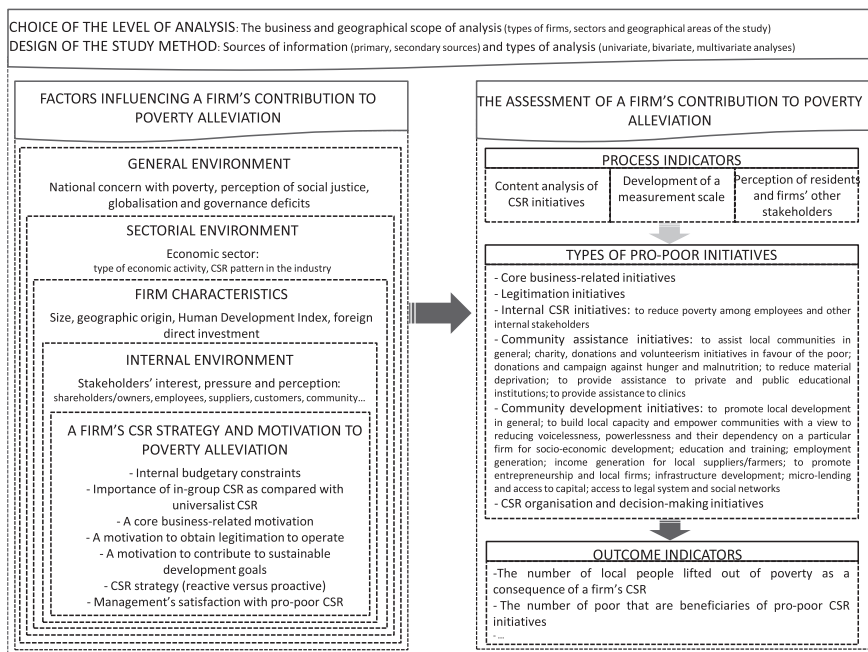 CHOICE OF THE LEVEL OF ANALYSIS: The business and geographical scope of analysis (types of firms, sectors and geographical areas of the study)
DESIGN OF THE STUDY METHOD: Sources of information (primary, secondary sources) and types of analysis (univariate, bivariate, multivariate analyses)
FACTORS INFLUENCING A FIRM'S CONTRIBUTION TO
POVERTY ALLEVIATION
GENERAL ENVIRONMENT
National concern with poverty, perception of social justice,
globalisation and governance deficits
SECTORIAL ENVIRONMENT
Economic sector:
type of economic activity, CSR pattern in the industry
FIRM CHARACTERISTICS
Size, geographic origin, Human Development Index, foreign
direct investment
INTERNAL ENVIRONMENT
Stakeholders' interest, pressure and perception:
shareholders/owners, employees, suppliers, customers, community...
A FIRM'S CSR STRATEGY AND MOTIVATION TO
POVERTY ALLEVIATION
- Internal budgetary constraints
- Importance of in-group CSR as compared with
universalist CSR
- A core business-related motivation
- A motivation to obtain legitimation to operate
- A motivation to contribute to sustainable
development goals
- CSR strategy (reactive versus proactive)
- Management's satisfaction with pro-poor CSR
THE ASSESSMENT OF A FIRM'S CONTRIBUTION TO POVERTY
ALLEVIATION
PROCESS INDICATORS
Content analysis of
CSR initiatives
Development of a
measurement scale
Perception of residents
and firms' other
stakeholders
TYPES OF PRO-POOR INITIATIVES
- Core business-related initiatives
- Legitimation initiatives
- Internal CSR initiatives: to reduce poverty among employees and other
internal stakeholders
- Community assistance initiatives: to assist local communities in
general; charity, donations and volunteerism initiatives in favour of the poor;
donations and campaign against hunger and malnutrition; to reduce material
deprivation; to provide assistance to private and public educational
institutions; to provide assistance to clinics
- Community development initiatives: to promote local development
in general; to build local capacity and empower communities with a view to
reducing voicelessness, powerlessness and their dependency on a particular
firm for socio-economic development; education and training; employment
generation; income generation for local suppliers/farmers; to promote
entrepreneurship and local firms; infrastructure development; micro-lending
and access to capital; access to legal system and social networks
- CSR organisation and decision-making initiatives
OUTCOME INDICATORS
-The number of local people lifted out of poverty as a
consequence of a firm's CSR
- The number of poor that are beneficiaries of pro-poor CSR
initiatives
- ...